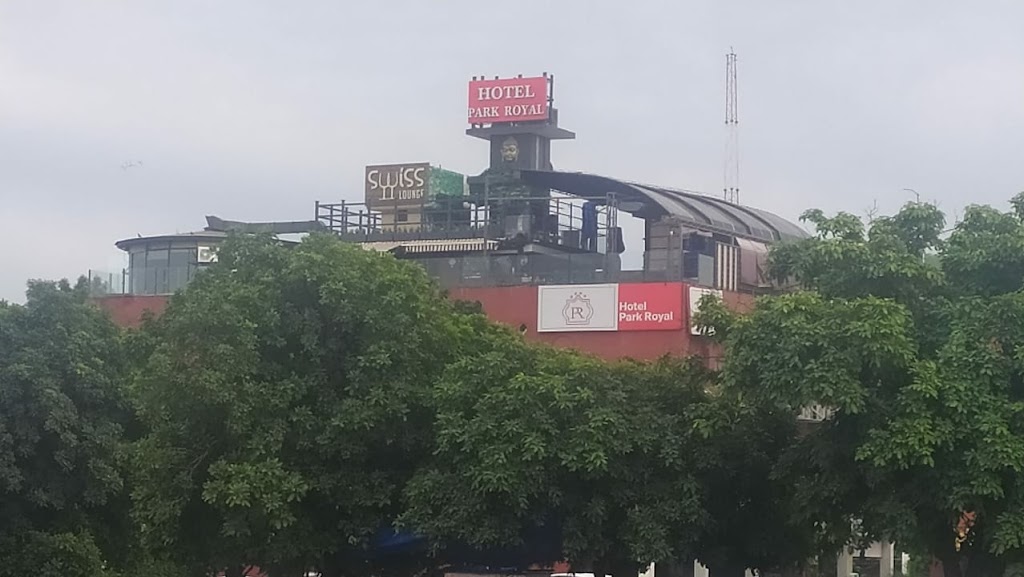 HOTEL
PARK ROYAL
SWISS
LOUNGE
PR
Hotel
Park Royal